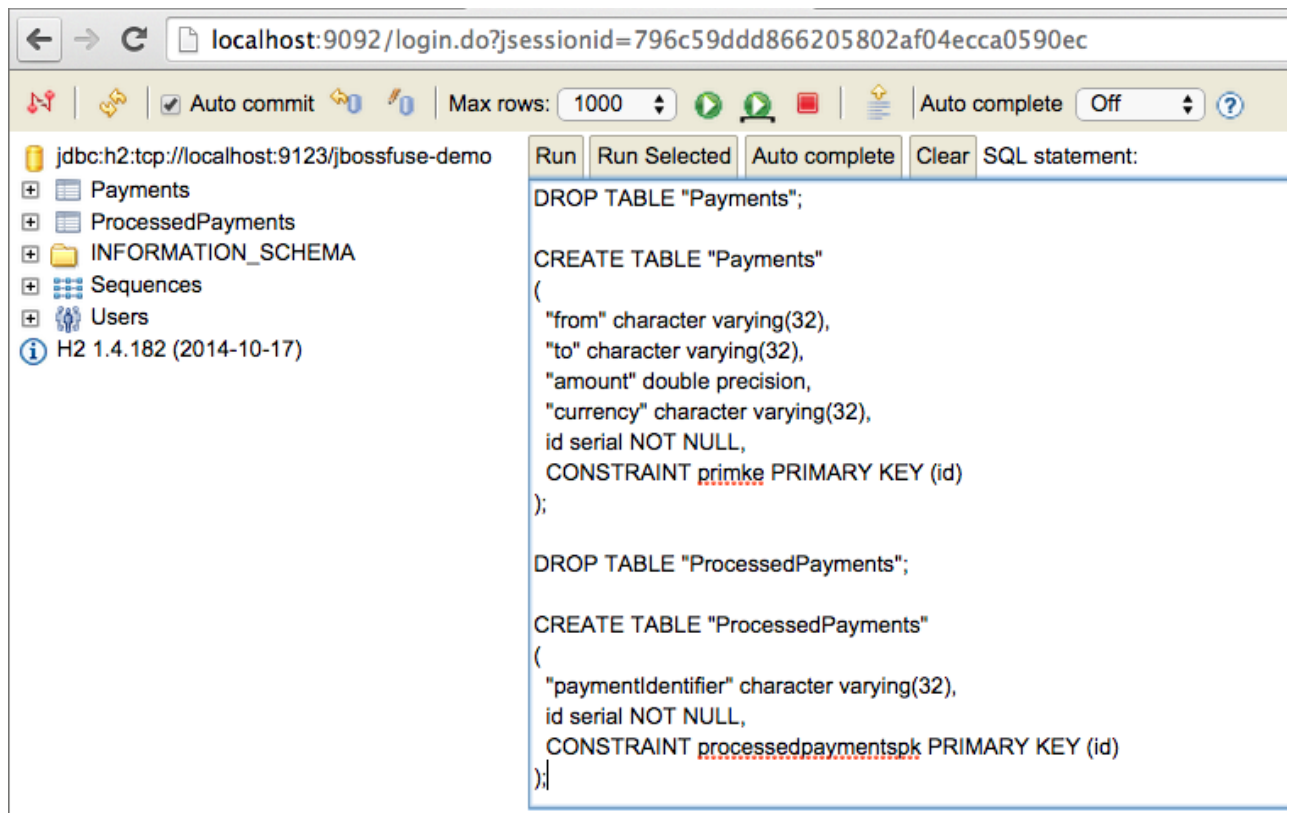 localhost:9092/login.do?jsessionid=796c59ddd866205802af04ecca0590ec
Auto commit Max rows: 1000 Auto complete Off
jdbc:h2:tcp://localhost:9123/jbossfuse-demo
Payments
ProcessedPayments
INFORMATION_SCHEMA
Sequences
Users
H2 1.4.182 (2014-10-17)
Run Run Selected Auto complete Clear SQL statement:
DROP TABLE "Payments";
CREATE TABLE "Payments"
(
"from" character varying(32),
"to" character varying(32),
"amount" double precision,
"currency" character varying(32),
id serial NOT NULL,
CONSTRAINT primke PRIMARY KEY (id)
);
DROP TABLE "ProcessedPayments";
CREATE TABLE "ProcessedPayments"
(
"paymentIdentifier" character varying(32),
id serial NOT NULL,
CONSTRAINT processedpaymentspk PRIMARY KEY (id)
);